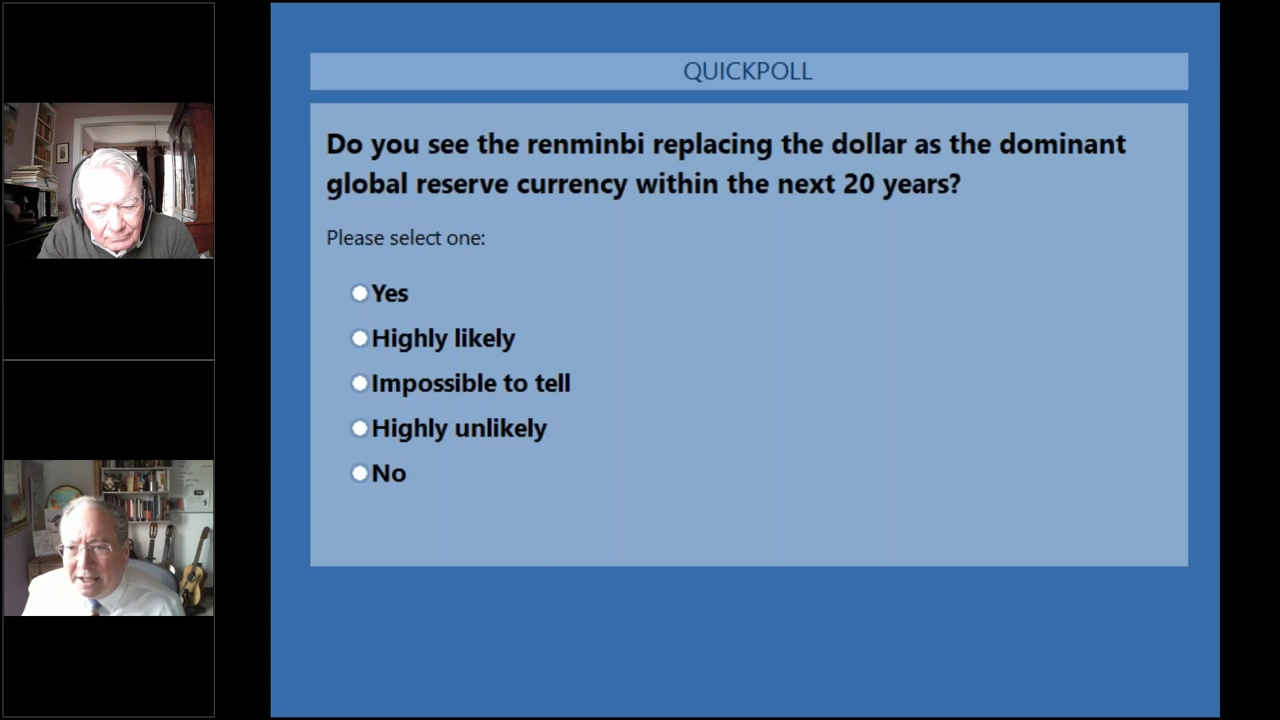 QUICKPOLL
Do you see the renminbi replacing the dollar as the dominant
global reserve currency within the next 20 years?
Please select one:
Yes
Highly likely
Impossible to tell
Highly unlikely
No